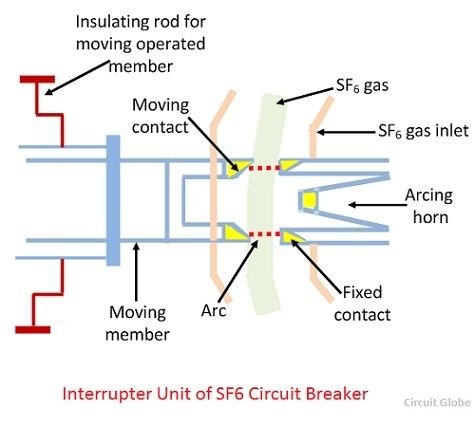 Insulating rod for
moving operated
member
SF₆ gas
Moving
contact
SF₆ gas inlet
Arcing
horn
Moving
member
Arc
Fixed
contact
Interrupter Unit of SF6 Circuit Breaker
Circuit Globe